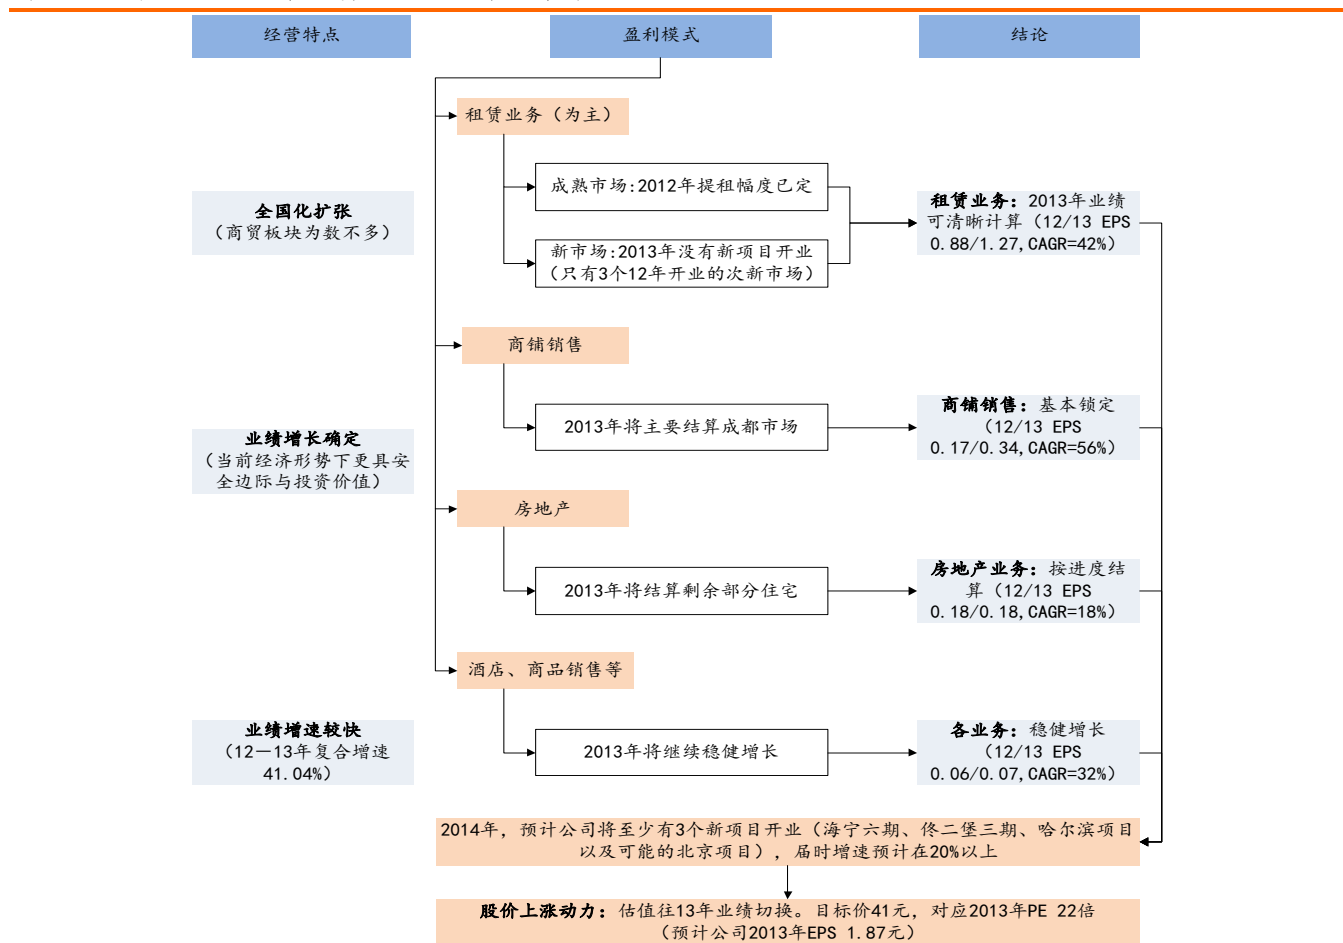 经营特点
盈利模式
结论
租赁业务（为主）
成熟市场:2012年提租幅度已定
全国化扩张
（商贸板块为数不多）
租赁业务：2013年业绩
可清晰计算（12/13 EPS
0.88/1.27,CAGR=42%）
新市场:2013年没有新项目开业
（只有3个12年开业的次新市场）
商铺销售
2013年将主要结算成都市场
商铺销售：基本锁定
（12/13 EPS
0.17/0.34,CAGR=56%）
业绩增长确定
（当前经济形势下更具安
全边际与投资价值）
房地产
2013年将结算剩余部分住宅
房地产业务：按进度结
算（12/13 EPS
0.18/0.18,CAGR=18%）
酒店、商品销售等
业绩增速较快
（12－13年复合增速
41.04%）
2013年将继续稳健增长
各业务：稳健增长
（12/13 EPS
0.06/0.07,CAGR=32%）
2014年，预计公司将至少有3个新项目开业（海宁六期、佟二堡三期、哈尔滨项目
以及可能的北京项目），届时增速预计在20%以上
股价上涨动力：估值往13年业绩切换。目标价41元，对应2013年PE 22倍
（预计公司2013年EPS 1.87元）